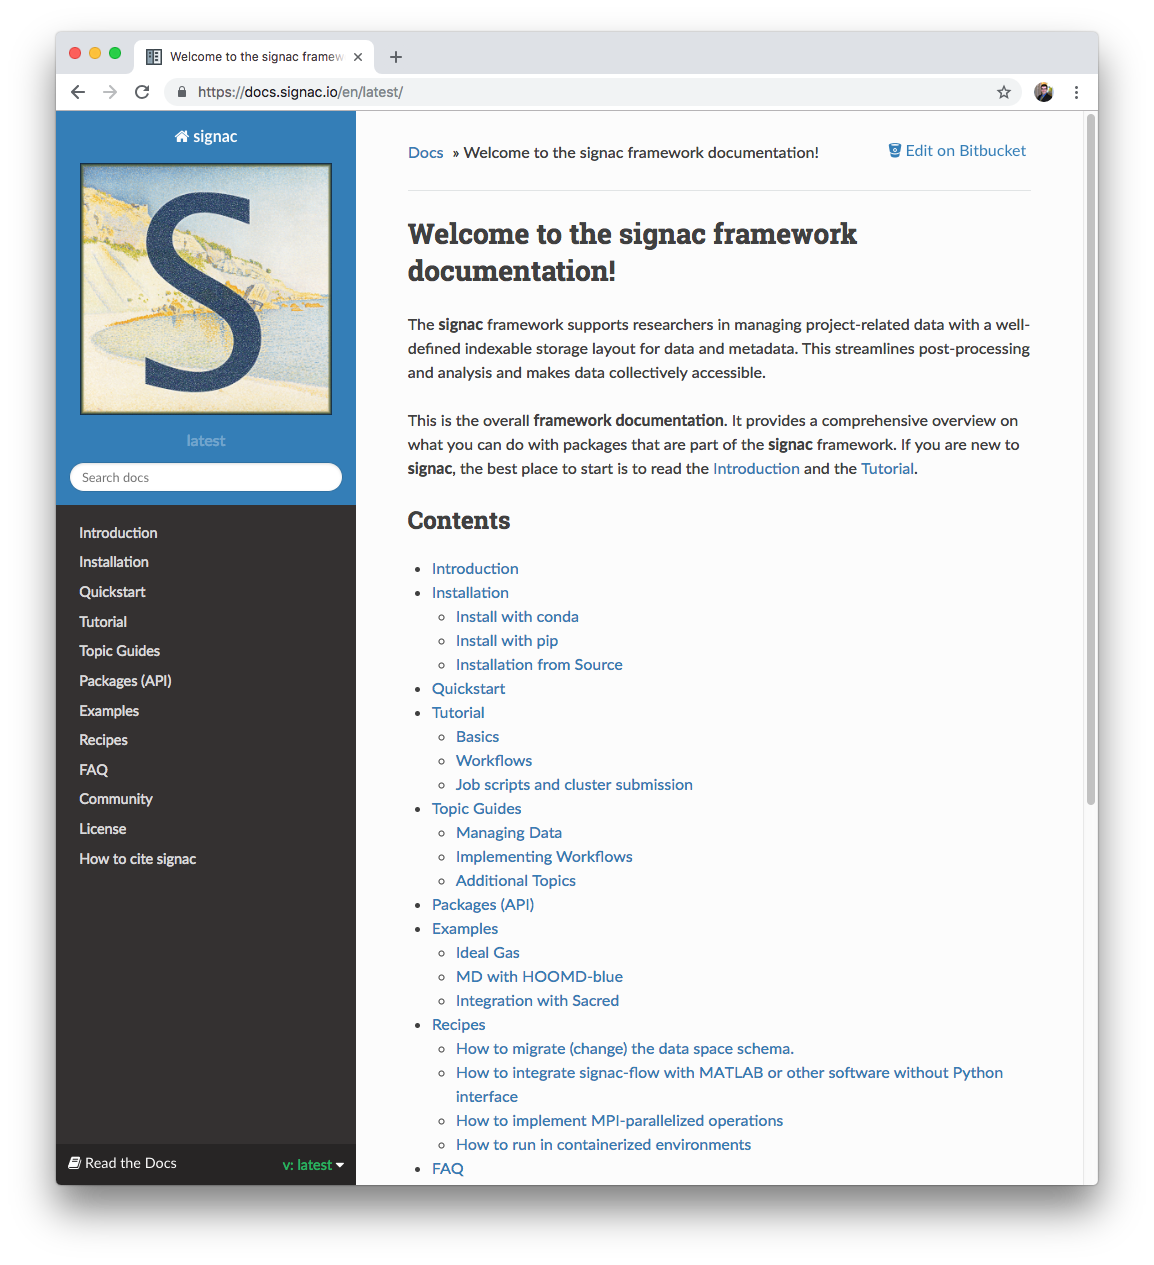 Welcome to the signac framew
https://docs.signac.io/en/latest/
signac
S
latest
Search docs
Introduction
Installation
Quickstart
Tutorial
Topic Guides
Packages (API)
Examples
Recipes
FAQ
Community
License
How to cite signac
Read the Docs
v: latest
Docs » Welcome to the signac framework documentation!
Edit on Bitbucket
Welcome to the signac framework
documentation!
The signac framework supports researchers in managing project-related data with a well-
defined indexable storage layout for data and metadata. This streamlines post-processing
and analysis and makes data collectively accessible.
This is the overall framework documentation. It provides a comprehensive overview on
what you can do with packages that are part of the signac framework. If you are new to
signac, the best place to start is to read the Introduction and the Tutorial.
Contents
• Introduction
• Installation
◦ Install with conda
◦ Install with pip
◦ Installation from Source
• Quickstart
• Tutorial
◦ Basics
◦ Workflows
◦ Job scripts and cluster submission
• Topic Guides
◦ Managing Data
◦ Implementing Workflows
◦ Additional Topics
• Packages (API)
• Examples
◦ Ideal Gas
◦ MD with HOOMD-blue
◦ Integration with Sacred
• Recipes
◦ How to migrate (change) the data space schema.
◦ How to integrate signac-flow with MATLAB or other software without Python
interface
◦ How to implement MPI-parallelized operations
◦ How to run in containerized environments
• FAQ